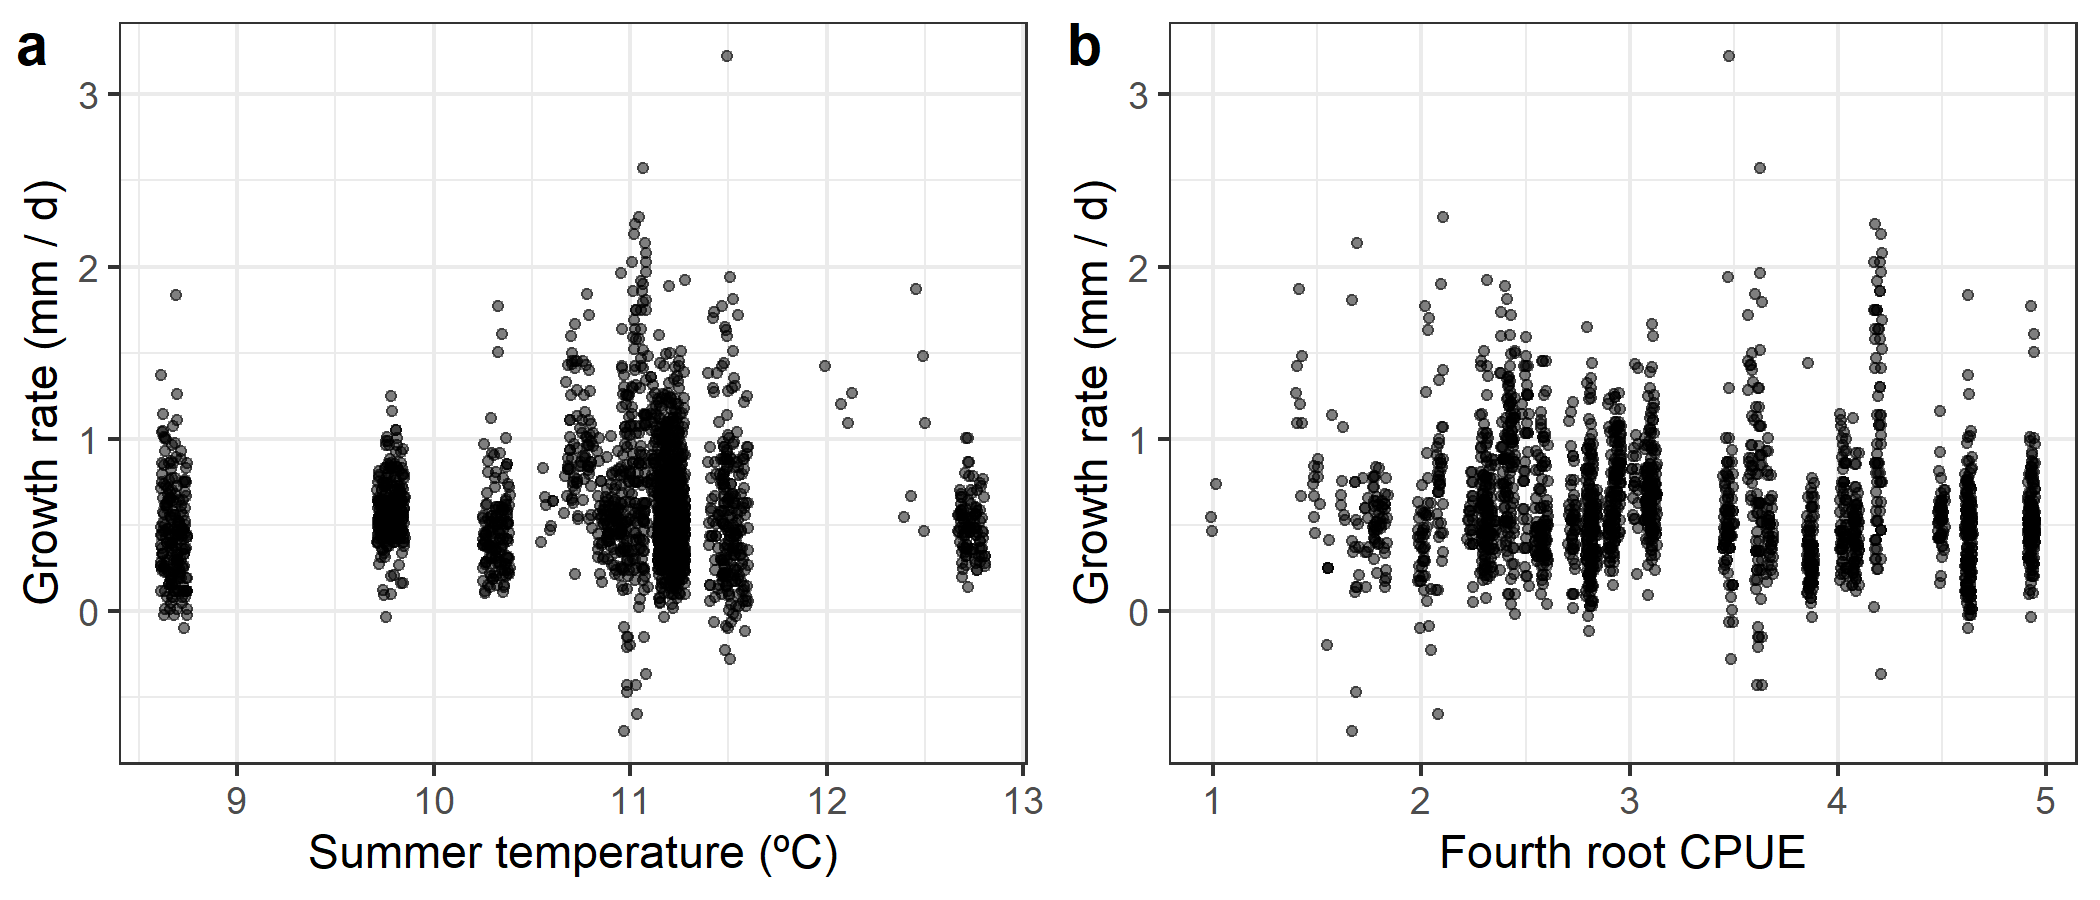 a
Growth rate (mm / d)
3
2
1
0
9 10 11 12 13
Summer temperature (ºC)
b
Growth rate (mm / d)
3
2
1
0
1 2 3 4 5
Fourth root CPUE